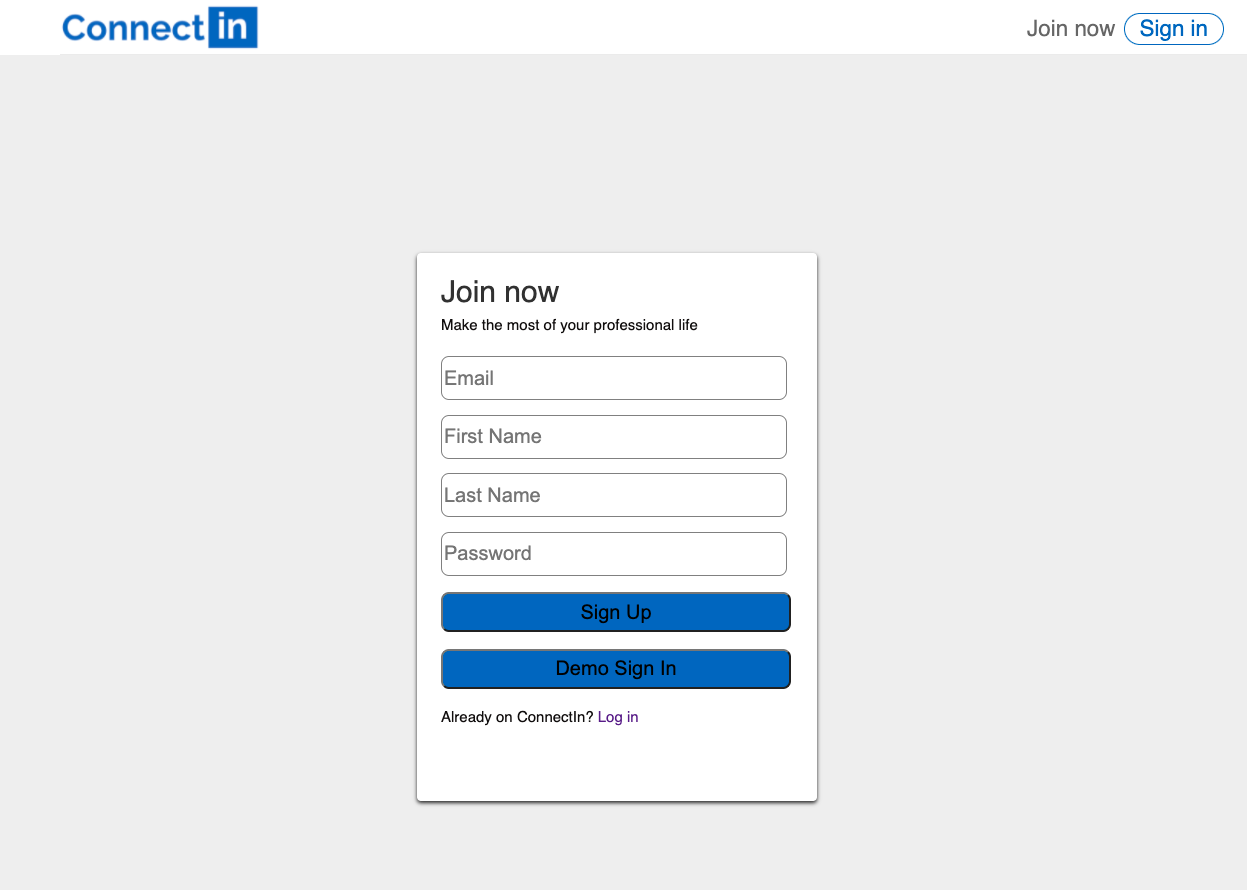 Connect in
Join now Sign in
Join now
Make the most of your professional life
Email
First Name
Last Name
Password
Sign Up
Demo Sign In
Already on ConnectIn? Log in